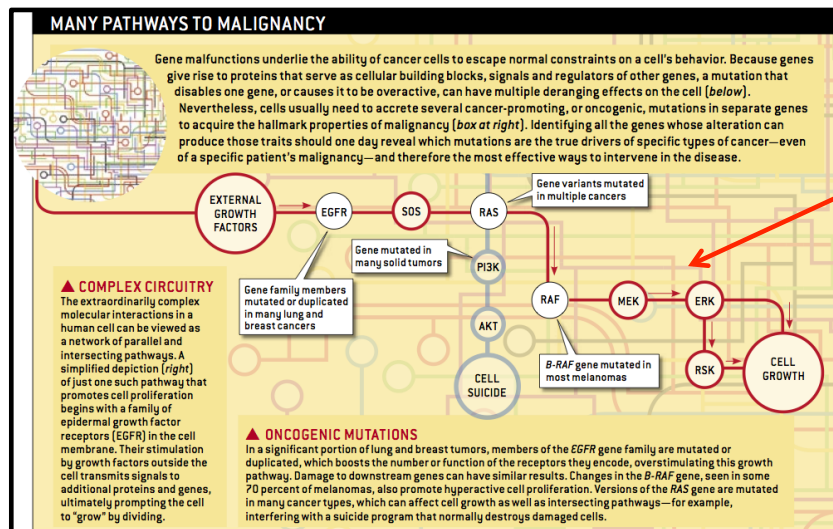 MANY PATHWAYS TO MALIGNANCY
Gene malfunctions underlie the ability of cancer cells to escape normal constraints on a cell's behavior. Because genes
give rise to proteins that serve as cellular building blocks, signals and regulators of other genes, a mutation that
disables one gene, or causes it to be overactive, can have multiple deranging effects on the cell (below).
Nevertheless, cells usually need to accrete several cancer-promoting, or oncogenic, mutations in separate genes
to acquire the hallmark properties of malignancy (box at right). Identifying all the genes whose alteration can
produce those traits should one day reveal which mutations are the true drivers of specific types of cancer—even
of a specific patient's malignancy—and therefore the most effective ways to intervene in the disease.
EXTERNAL
GROWTH
FACTORS
EGFR
SOS
RAS
Gene variants mutated
in multiple cancers
Gene mutated in
many solid tumors
PI3K
Gene family members
mutated or duplicated
in many lung and
breast cancers
AKT
CELL
SUICIDE
RAF
MEK
ERK
B-RAF gene mutated in
most melanomas
RSK
CELL
GROWTH
▲ COMPLEX CIRCUITRY
The extraordinarily complex
molecular interactions in a
human cell can be viewed as
a network of parallel and
intersecting pathways. A
simplified depiction (right)
of just one such pathway that
promotes cell proliferation
begins with a family of
epidermal growth factor
receptors (EGFR) in the cell
membrane. Their stimulation
by growth factors outside the
cell transmits signals to
additional proteins and genes,
ultimately prompting the cell
to "grow" by dividing.
▲ ONCOGENIC MUTATIONS
In a significant portion of lung and breast tumors, members of the EGFR gene family are mutated or
duplicated, which boosts the number or function of the receptors they encode, overstimulating this growth
pathway. Damage to downstream genes can have similar results. Changes in the B-RAF gene, seen in some
70 percent of melanomas, also promote hyperactive cell proliferation. Versions of the RAS gene are mutated
in many cancer types, which can affect cell growth as well as intersecting pathways—for example,
interfering with a suicide program that normally destroys damaged cells.